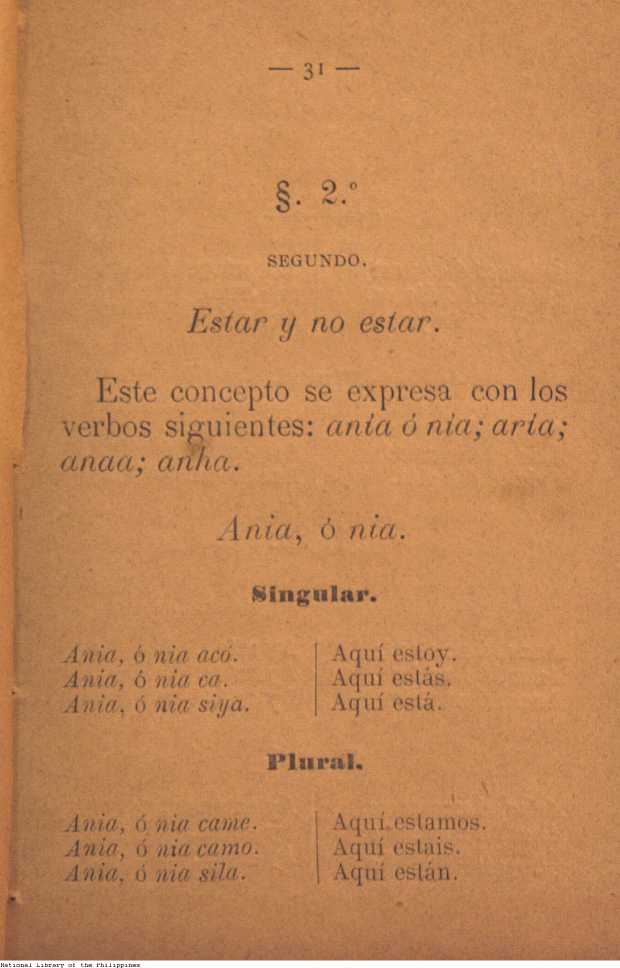 — 31 —
§. 2.º
SEGUNDO.
Estar y no estar.
Este concepto se expresa con los
verbos siguientes: anía ó nia; aría;
anaa; anha.
Ania, ó nia.
Singular.
Ania, ó nia acó. Aquí estoy.
Ania, ó nia ca. Aquí estás.
Ania, ó nia siya. Aquí está.
Plural.
Ania, ó nia came. Aquí estamos.
Ania, ó nia camo. Aquí estais.
Ania, ó nia sila. Aquí están.
National Library of the Philippines